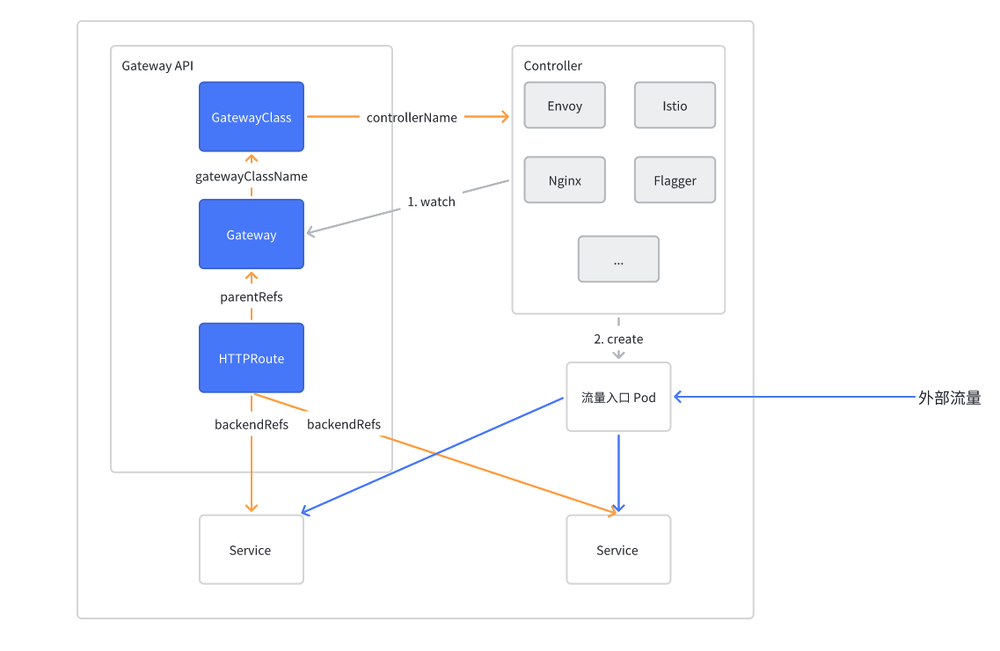 Gateway API
GatewayClass
controllerName
gatewayClassName
Gateway
1. watch
parentRefs
HTTPRoute
backendRefs
backendRefs
Controller
Envoy
Istio
Nginx
Flagger
...
2. create
流量入口 Pod
外部流量
Service
Service